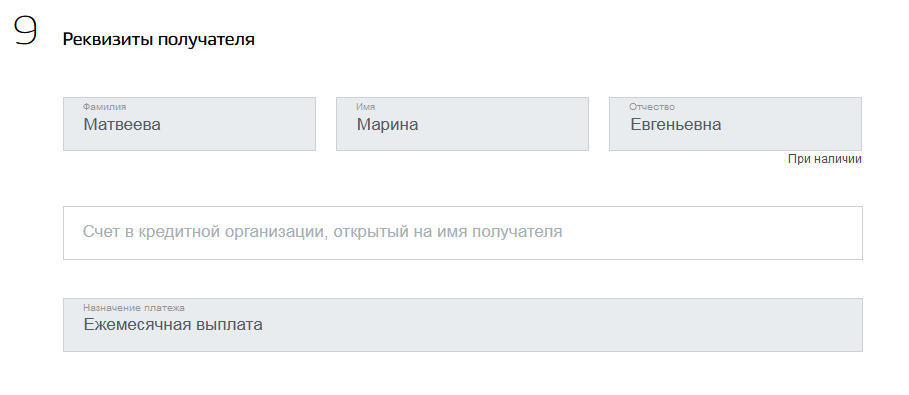 9
Реквизиты получателя
Фамилия Имя Отчество
Матвеева Марина Евгеньевна
При наличии
Счет в кредитной организации, открытый на имя получателя
Назначение платежа
Ежемесячная выплата